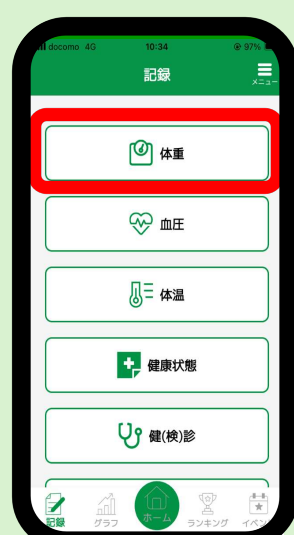 docomo 4G 10:34 97%
記録
メニュー
体重
血圧
体温
健康状態
健(検)診
記録 グラフ ホーム ランキング イベン